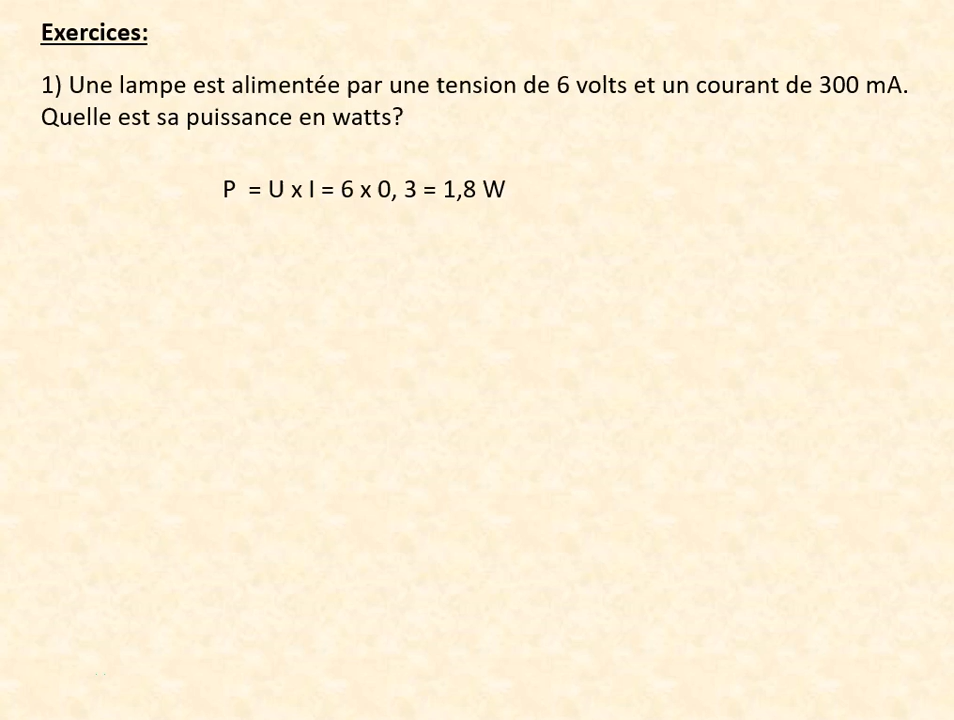 Exercices:
1) Une lampe est alimentée par une tension de 6 volts et un courant de 300 mA.
Quelle est sa puissance en watts?
P  = U x I = 6 x 0, 3 = 1,8 W